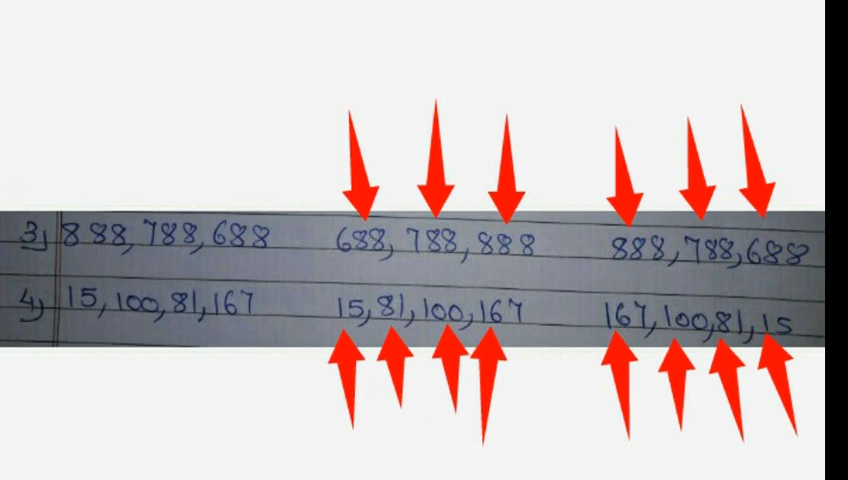 3) 888, 788, 688 688, 788, 888 888, 788, 688
4) 15, 100, 81, 167 15, 81, 100, 167 167, 100, 81, 15